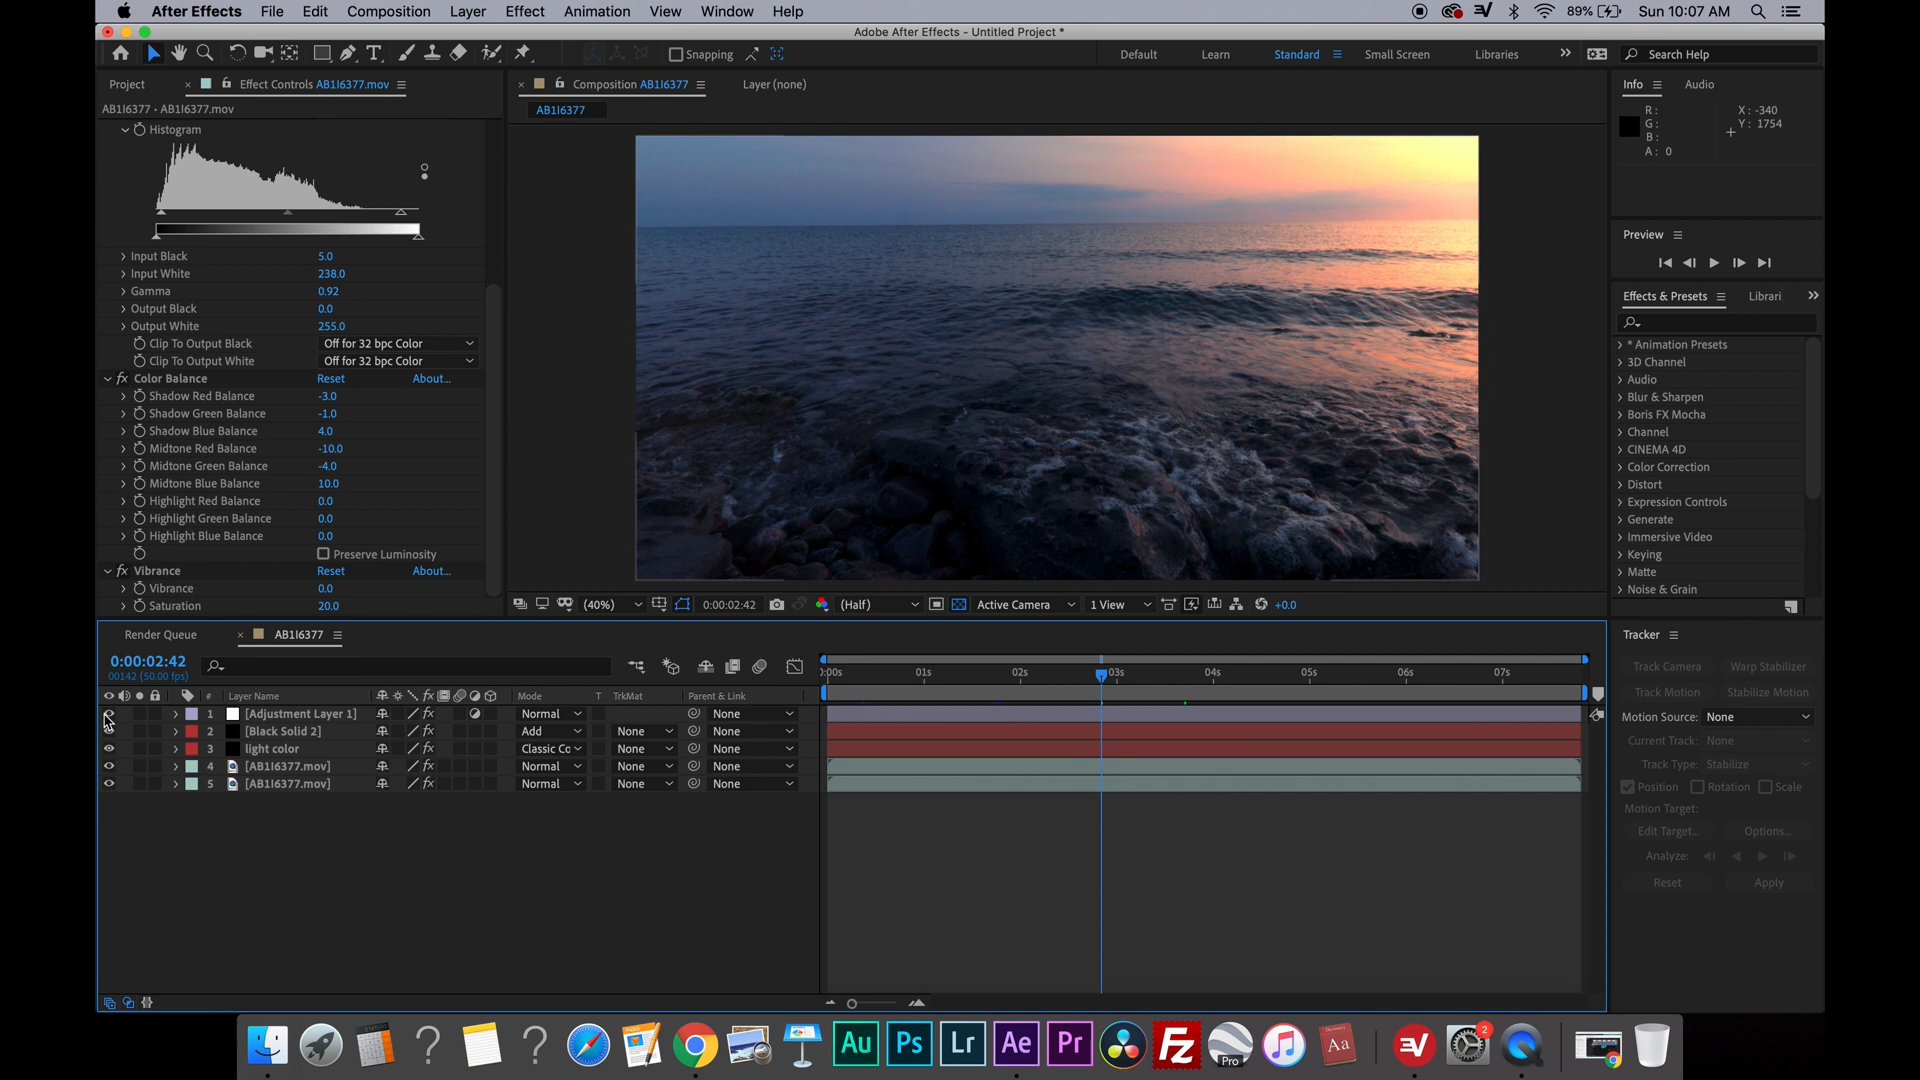 After Effects File Edit Composition Layer Effect Animation View Window Help 89% Sun 10:07 AM
Adobe After Effects - Untitled Project *
Snapping Default Learn Standard Small Screen Libraries Search Help
Project Effect Controls AB1I6377.mov Composition AB1I6377 Layer (none) Info Audio
AB1I6377 • AB1I6377.mov AB1I6377
R: X: -340
G: Y: 1754
B:
A: 0
Histogram
Input Black 5.0
Input White 238.0
Gamma 0.92
Output Black 0.0
Output White 255.0
Clip To Output Black Off for 32 bpc Color
Clip To Output White Off for 32 bpc Color
Color Balance Reset About...
Shadow Red Balance -3.0
Shadow Green Balance -1.0
Shadow Blue Balance 4.0
Midtone Red Balance -10.0
Midtone Green Balance -4.0
Midtone Blue Balance 10.0
Highlight Red Balance 0.0
Highlight Green Balance 0.0
Highlight Blue Balance 0.0
Preserve Luminosity
Vibrance Reset About...
Vibrance 0.0
Saturation 20.0
(40%) 0:00:02:42 (Half) Active Camera 1 View +0.0
Preview
Effects & Presets Librari
* Animation Presets
3D Channel
Audio
Blur & Sharpen
Boris FX Mocha
Channel
CINEMA 4D
Color Correction
Distort
Expression Controls
Generate
Immersive Video
Keying
Matte
Noise & Grain
Render Queue AB1I6377
0:00:02:42
00142 (50.00 fps)
:00s 01s 02s 03s 04s 05s 06s 07s
# Layer Name Mode T TrkMat Parent & Link
1 [Adjustment Layer 1] Normal None
2 [Black Solid 2] Add None None
3 light color Classic Cc None None
4 [AB1I6377.mov] Normal None None
5 [AB1I6377.mov] Normal None None
Tracker
Track Camera Warp Stabilizer
Track Motion Stabilize Motion
Motion Source: None
Current Track: None
Track Type: Stabilize
Position Rotation Scale
Motion Target:
Edit Target... Options...
Analyze:
Reset Apply
Au Ps Lr Ae Pr Fz Pro Aa 2